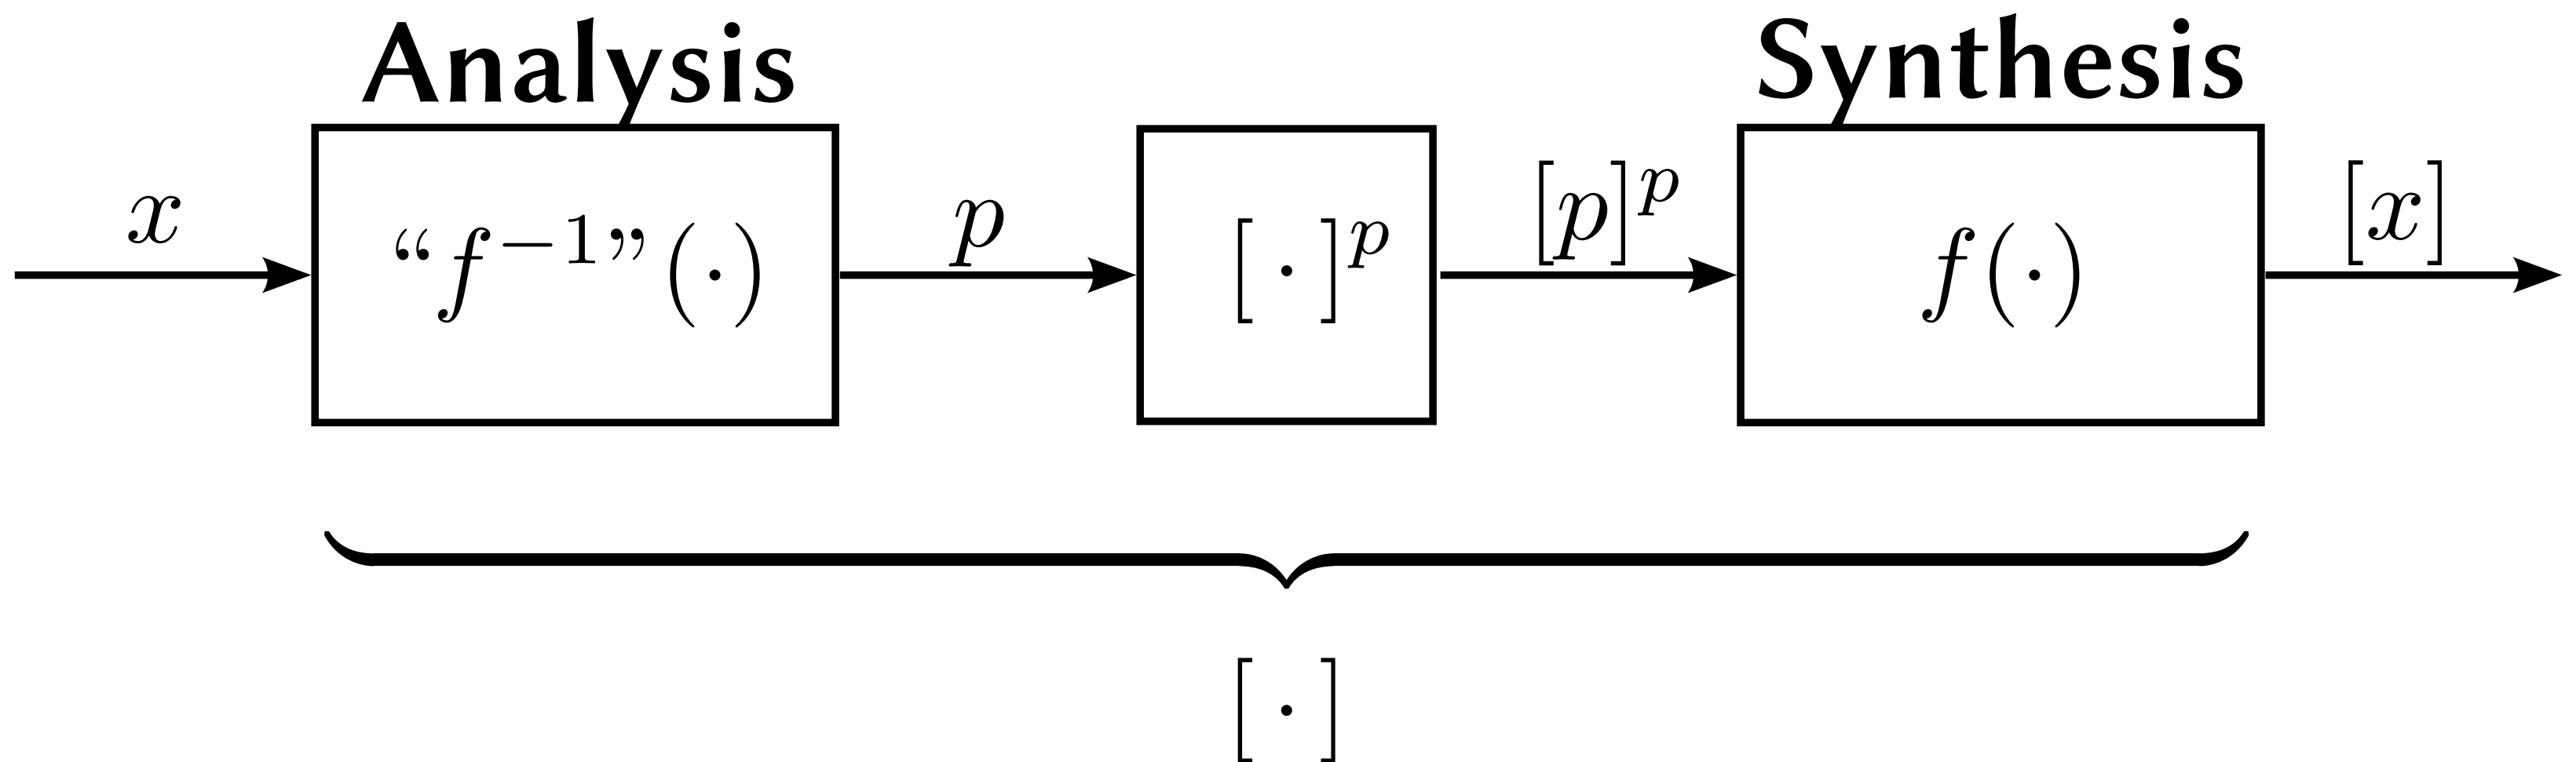 Analysis Synthesis
x “f⁻¹”(·) p [·]ᵖ [p]ᵖ f(·) [x]
[·]